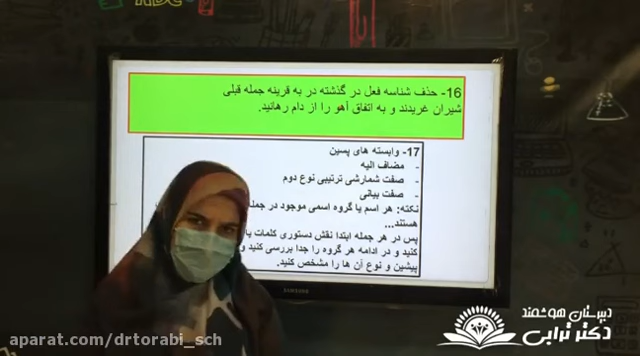 16- حذف شناسه فعل در گذشته در به قرینه جمله قبلی
شیران غریدند و به اتفاق آهو را از دام رهانید.
17- وابسته های پسین
- مضاف الیه
- صفت شمارشی ترتیبی نوع دوم
- صفت بیانی
نکته: هر اسم یا گروه اسمی موجود در جمله
هستند...
پس در هر جمله ابتدا نقش دستوری کلمات
کنید و در ادامه هر گروه را جدا بررسی کنید و
پیشین و نوع آن ها را مشخص کنید.
SAMSUNG
دبیرستان هوشمند
دکتر ترابی
aparat.com/drtorabi_sch